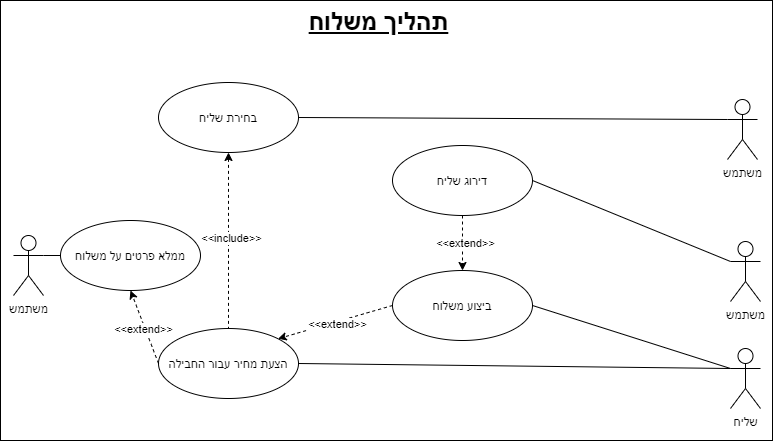 תהליך משלוח
בחירת שליח
משתמש
דירוג שליח
<<include>>
<<extend>>
ממלא פרטים על משלוח
משתמש
משתמש
ביצוע משלוח
<<extend>>
<<extend>>
הצעת מחיר עבור החבילה
שליח